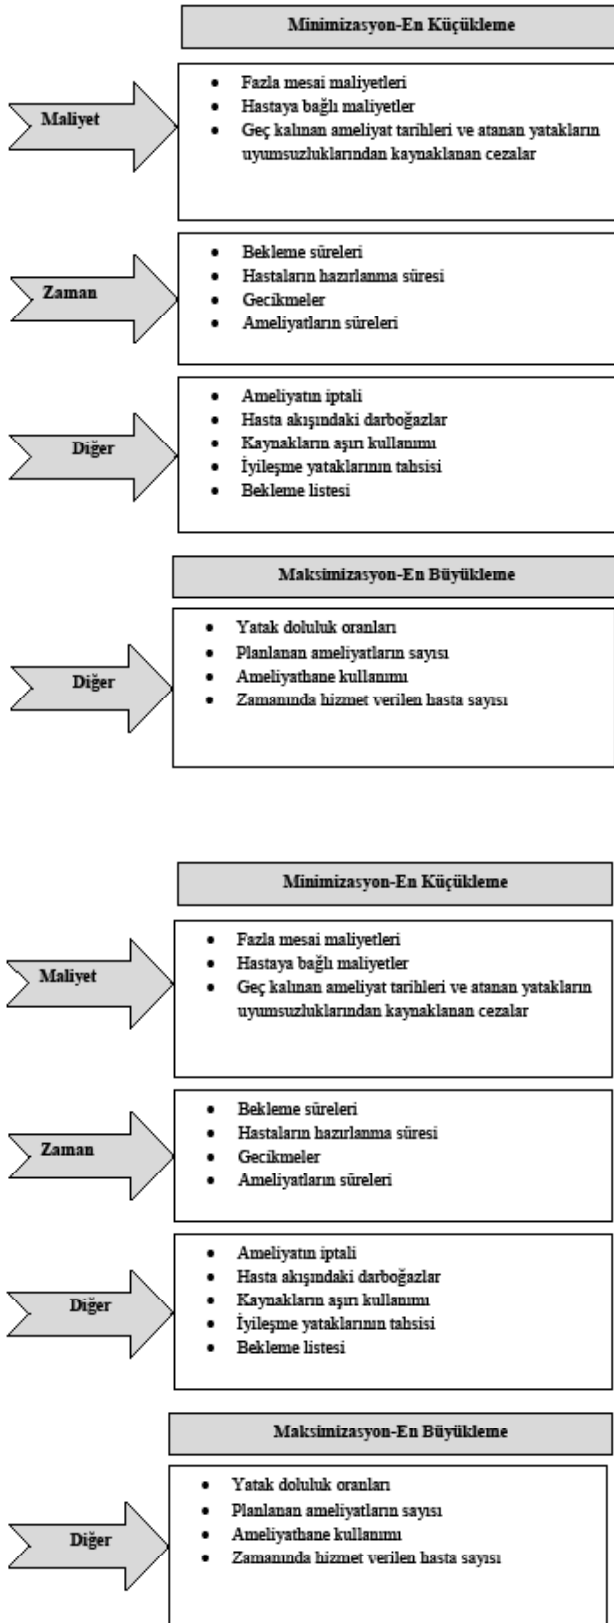 Minimizasyon-En Küçükleme
Maliyet
• Fazla mesai maliyetleri
• Hastaya bağlı maliyetler
• Geç kalınan ameliyat tarihleri ve atanan yatakların
uyumsuzluklarından kaynaklanan cezalar
Zaman
• Bekleme süreleri
• Hastaların hazırlanma süresi
• Gecikmeler
• Ameliyatların süreleri
Diğer
• Ameliyatın iptali
• Hasta akışındaki darboğazlar
• Kaynakların aşırı kullanımı
• İyileşme yataklarının tahsisi
• Bekleme listesi
Maksimizasyon-En Büyükleme
Diğer
• Yatak doluluk oranları
• Planlanan ameliyatların sayısı
• Ameliyathane kullanımı
• Zamanında hizmet verilen hasta sayısı
Minimizasyon-En Küçükleme
Maliyet
• Fazla mesai maliyetleri
• Hastaya bağlı maliyetler
• Geç kalınan ameliyat tarihleri ve atanan yatakların
uyumsuzluklarından kaynaklanan cezalar
Zaman
• Bekleme süreleri
• Hastaların hazırlanma süresi
• Gecikmeler
• Ameliyatların süreleri
Diğer
• Ameliyatın iptali
• Hasta akışındaki darboğazlar
• Kaynakların aşırı kullanımı
• İyileşme yataklarının tahsisi
• Bekleme listesi
Maksimizasyon-En Büyükleme
Diğer
• Yatak doluluk oranları
• Planlanan ameliyatların sayısı
• Ameliyathane kullanımı
• Zamanında hizmet verilen hasta sayısı